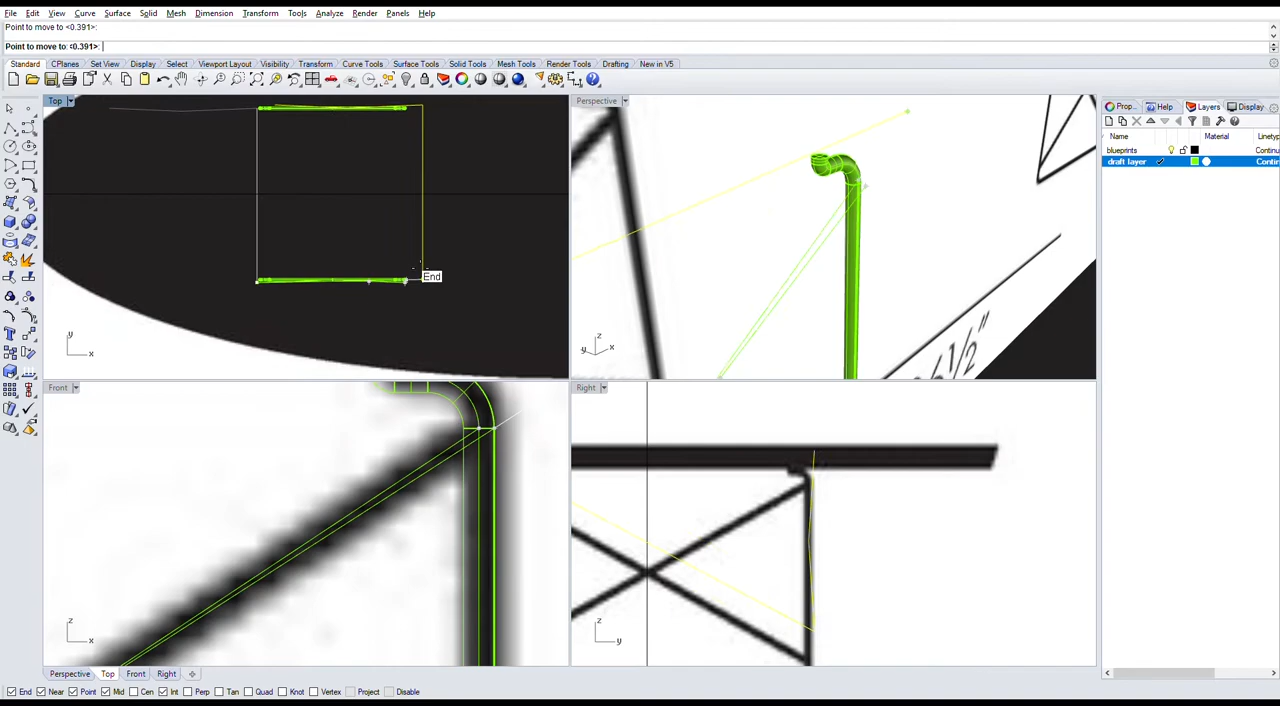 File Edit View Curve Surface Solid Mesh Dimension Transform Tools Analyze Render Panels Help
Point to move to <0.391>:
Point to move to: <0.391>:
Standard CPlanes Set View Display Select Viewport Layout Visibility Transform Curve Tools Surface Tools Solid Tools Mesh Tools Render Tools Drafting New in V5
Top
Perspective
Prop... Help Layers Display
Name Material Linety
blueprints Continu
draft layer Contin
End
6 1/2"
y
x
z
y x
Front
Right
z
x
z
y
Perspective Top Front Right
End Near Point Mid Cen Int Perp Tan Quad Knot Vertex Project Disable